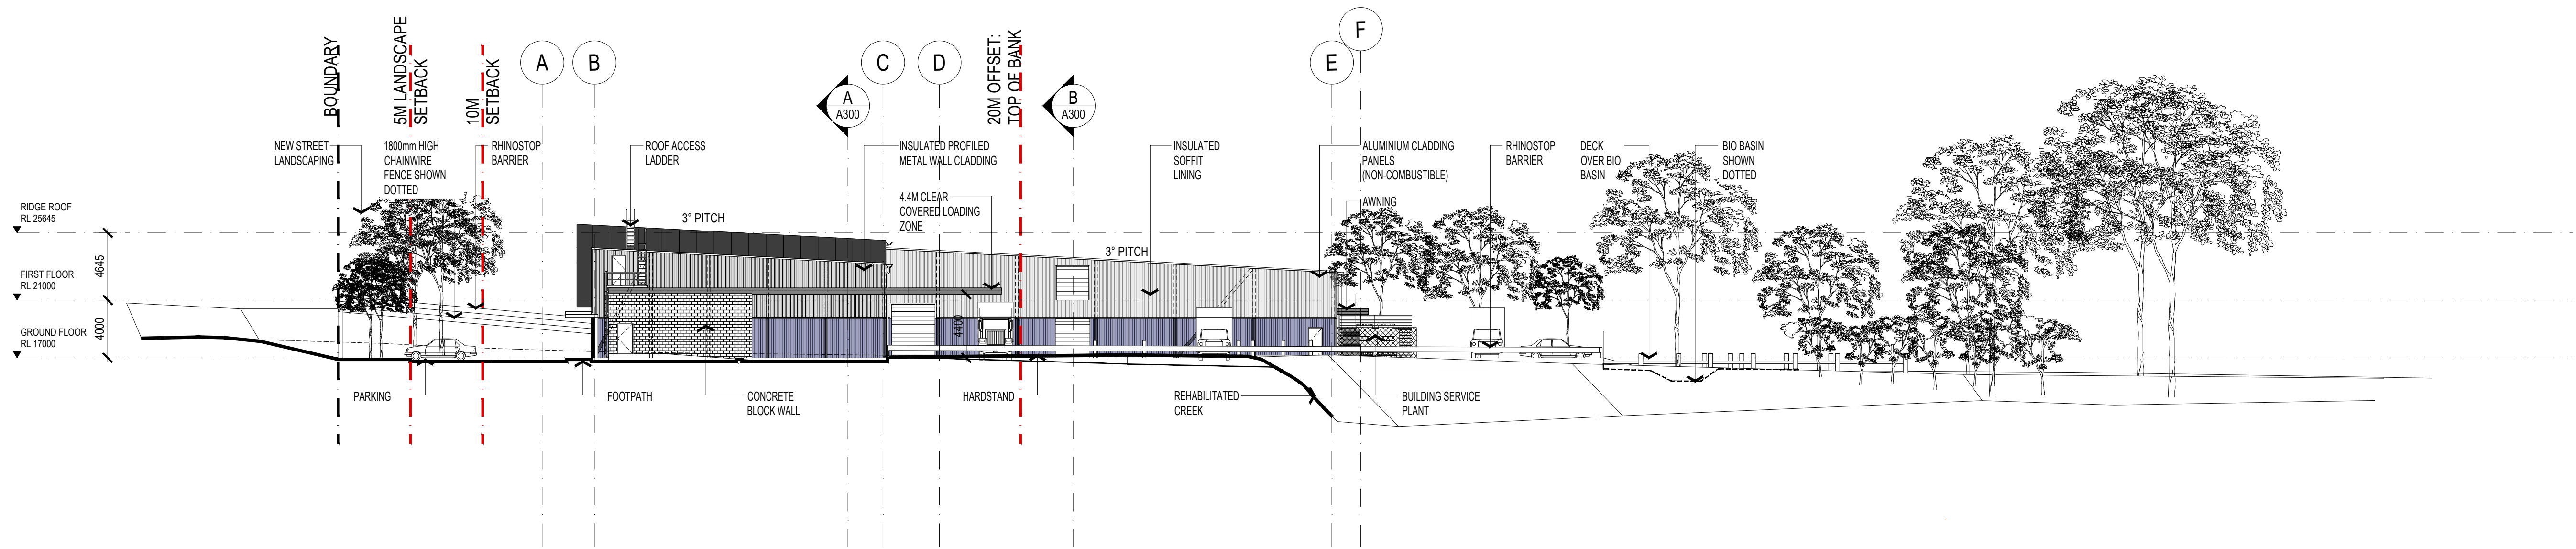 BOUNDARY
5M LANDSCAPE
SETBACK
10M
SETBACK
A
B
C
D
20M OFFSET:
TOP OF BANK
E
F
A
A300
B
A300
NEW STREET
LANDSCAPING
1800mm HIGH
CHAINWIRE
FENCE SHOWN
DOTTED
RHINOSTOP
BARRIER
ROOF ACCESS
LADDER
INSULATED PROFILED
METAL WALL CLADDING
4.4M CLEAR
COVERED LOADING
ZONE
INSULATED
SOFFIT
LINING
ALUMINIUM CLADDING
PANELS
(NON-COMBUSTIBLE)
AWNING
RHINOSTOP
BARRIER
DECK
OVER BIO
BASIN
BIO BASIN
SHOWN
DOTTED
RIDGE ROOF
RL 25645
3° PITCH
3° PITCH
4645
FIRST FLOOR
RL 21000
4000
4400
GROUND FLOOR
RL 17000
PARKING
FOOTPATH
CONCRETE
BLOCK WALL
HARDSTAND
REHABILITATED
CREEK
BUILDING SERVICE
PLANT